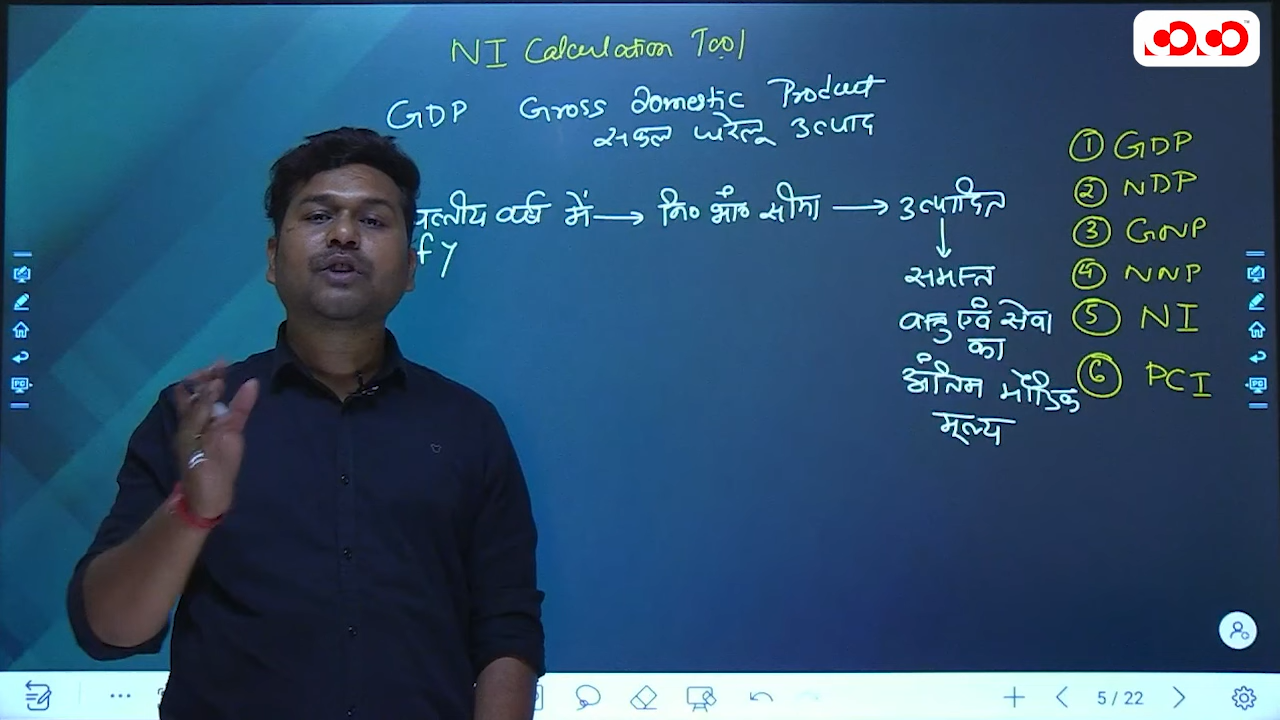 NI Calculation Tool
GDP Gross Domestic Product
सकल घरेलू उत्पाद
वर्ष में → नि० भौ० सीमा → उत्पादित
fy
समस्त
वस्तु एवं सेवा
का
अंतिम मौद्रिक
मूल्य
① GDP
② NDP
③ GNP
④ NNP
⑤ NI
⑥ PCI
5 / 22